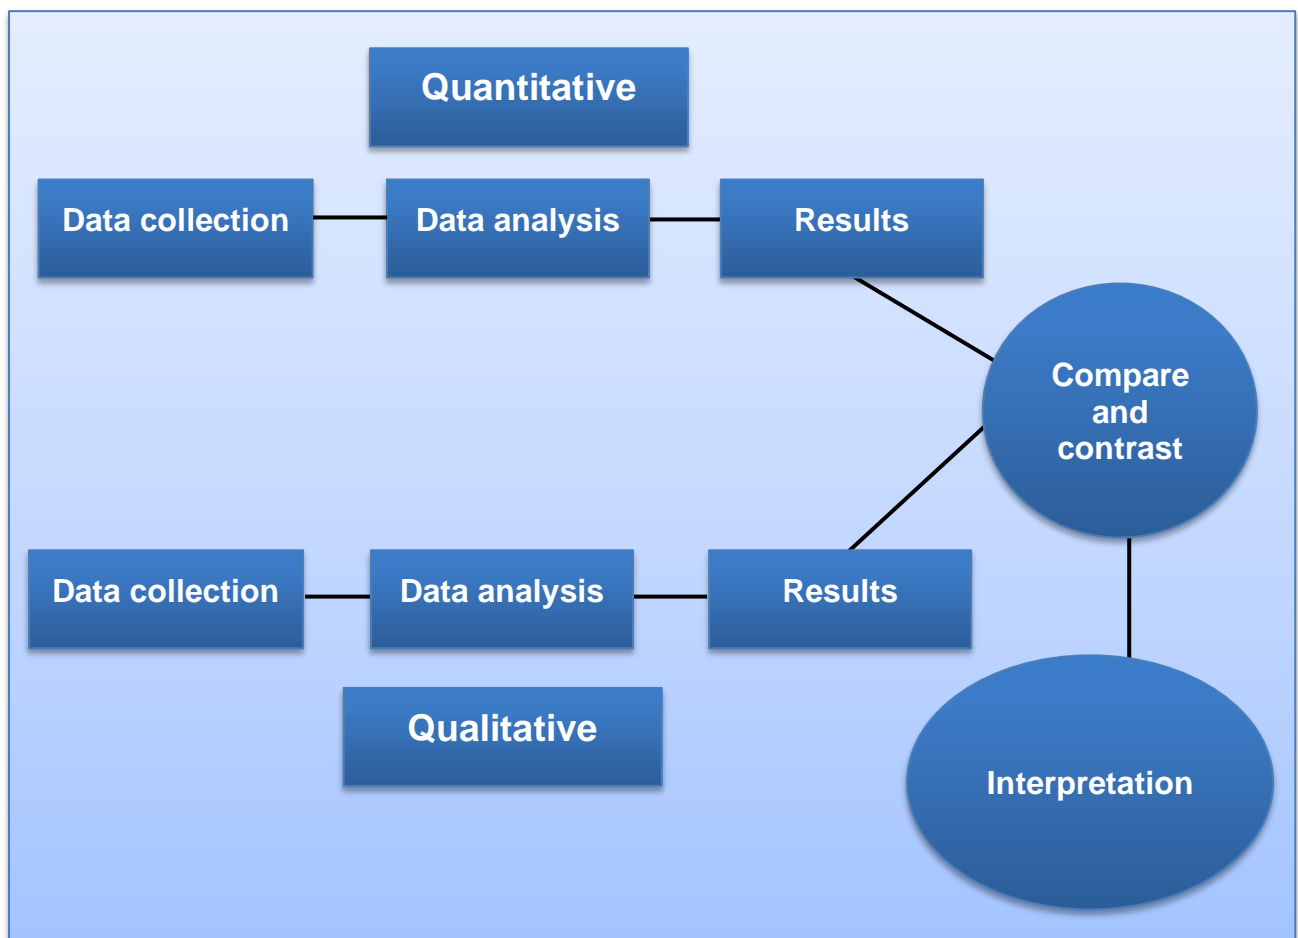 Quantitative
Data collection
Data analysis
Results
Compare
and
contrast
Data collection
Data analysis
Results
Qualitative
Interpretation